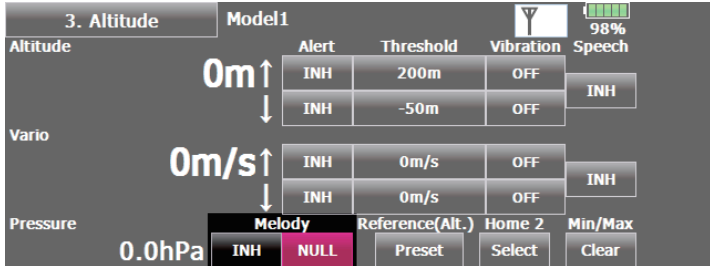 3. Altitude Model1 98%
Altitude Alert Threshold Vibration Speech
0m↑ INH 200m OFF INH
↓ INH -50m OFF
Vario
0m/s↑ INH 0m/s OFF INH
↓ INH 0m/s OFF
Pressure Melody Reference(Alt.) Home 2 Min/Max
0.0hPa INH NULL Preset Select Clear